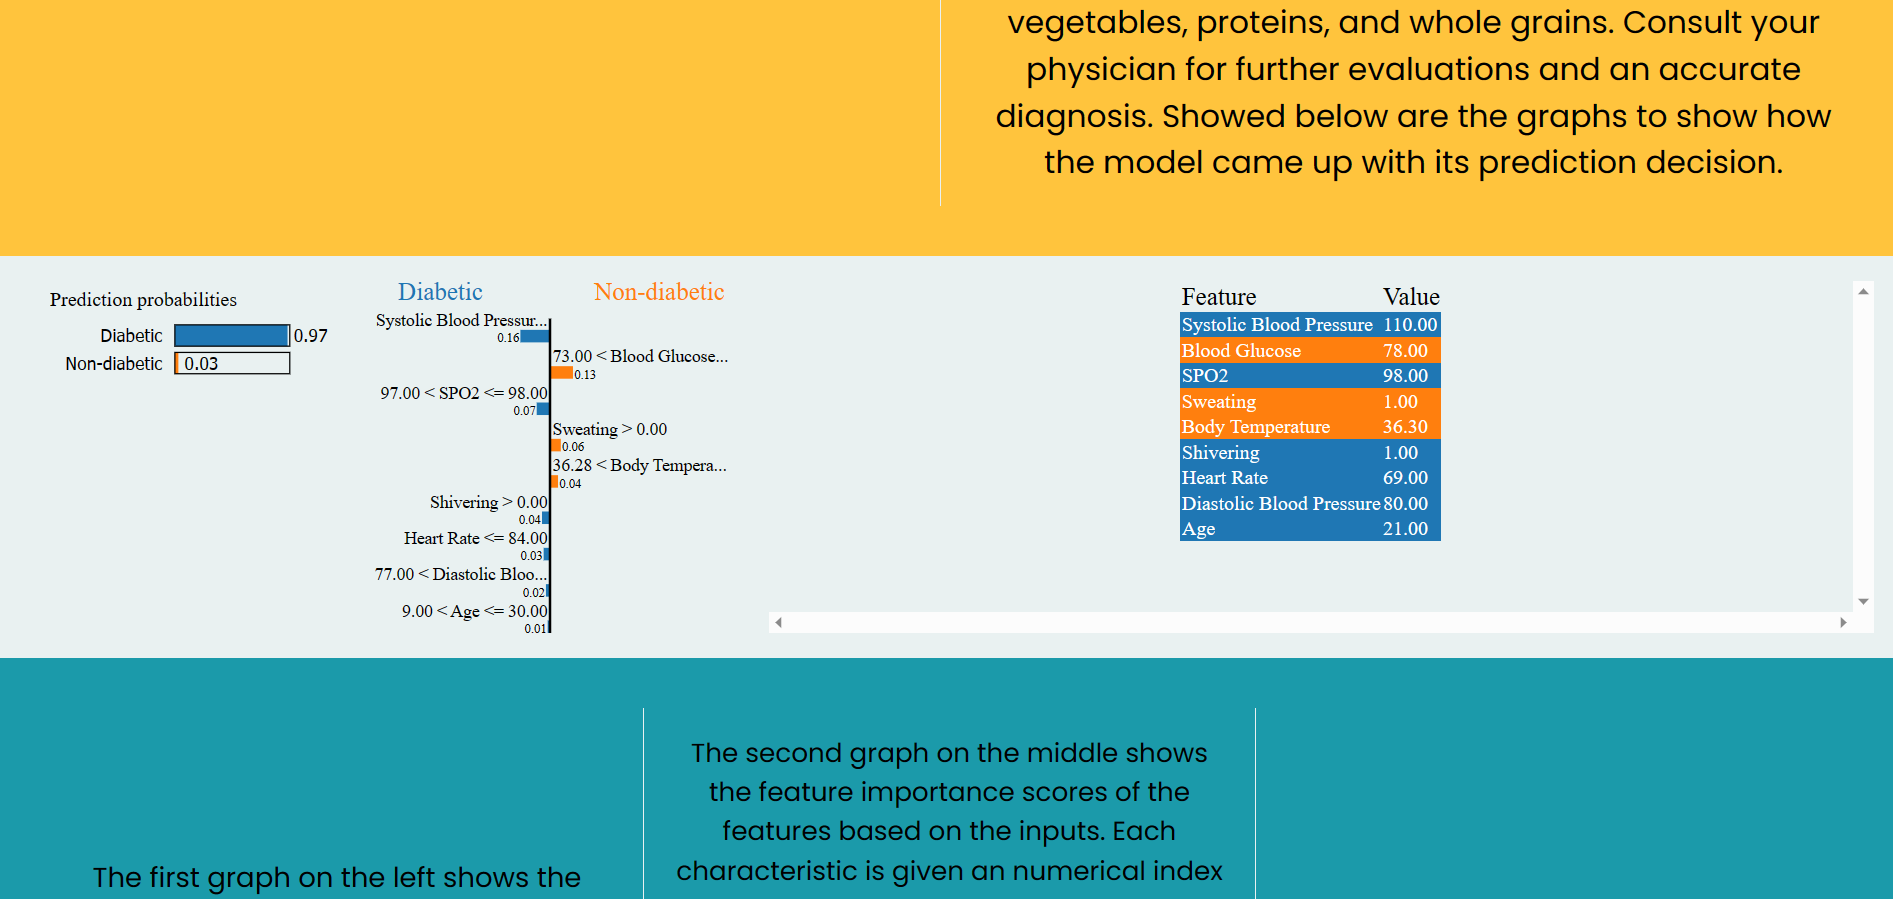 vegetables, proteins, and whole grains. Consult your
physician for further evaluations and an accurate
diagnosis. Showed below are the graphs to show how
the model came up with its prediction decision.
Prediction probabilities
Diabetic 0.97
Non-diabetic 0.03
Diabetic Non-diabetic
Systolic Blood Pressur...
0.16
73.00 < Blood Glucose...
0.13
97.00 < SPO2 <= 98.00
0.07
Sweating > 0.00
0.06
36.28 < Body Tempera...
0.04
Shivering > 0.00
0.04
Heart Rate <= 84.00
0.03
77.00 < Diastolic Bloo...
0.02
9.00 < Age <= 30.00
0.01
Feature Value
Systolic Blood Pressure 110.00
Blood Glucose 78.00
SPO2 98.00
Sweating 1.00
Body Temperature 36.30
Shivering 1.00
Heart Rate 69.00
Diastolic Blood Pressure 80.00
Age 21.00
The first graph on the left shows the
The second graph on the middle shows
the feature importance scores of the
features based on the inputs. Each
characteristic is given an numerical index